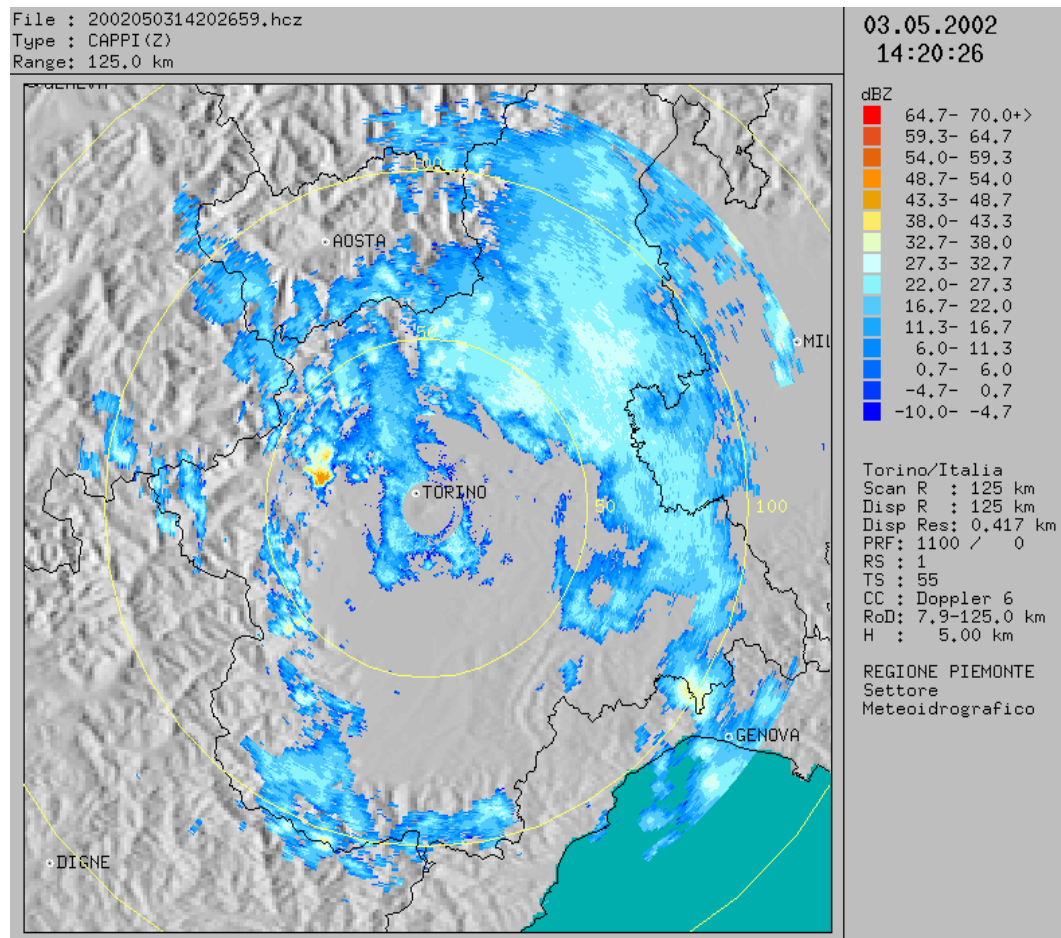 File : 2002050314202659.hcz
Type : CAPPI(Z)
Range: 125.0 km
03.05.2002
14:20:26
dBZ
64.7- 70.0+>
59.3- 64.7
54.0- 59.3
48.7- 54.0
43.3- 48.7
38.0- 43.3
32.7- 38.0
27.3- 32.7
22.0- 27.3
16.7- 22.0
11.3- 16.7
6.0- 11.3
0.7- 6.0
-4.7- 0.7
-10.0- -4.7
Torino/Italia
Scan R : 125 km
Disp R : 125 km
Disp Res: 0.417 km
PRF: 1100 / 0
RS : 1
TS : 55
CC : Doppler 6
RoD: 7.9-125.0 km
H : 5.00 km
REGIONE PIEMONTE
Settore
Meteoidrografico
GENEVA
100
AOSTA
50
MIL
TORINO
50
100
GENOVA
DIGNE